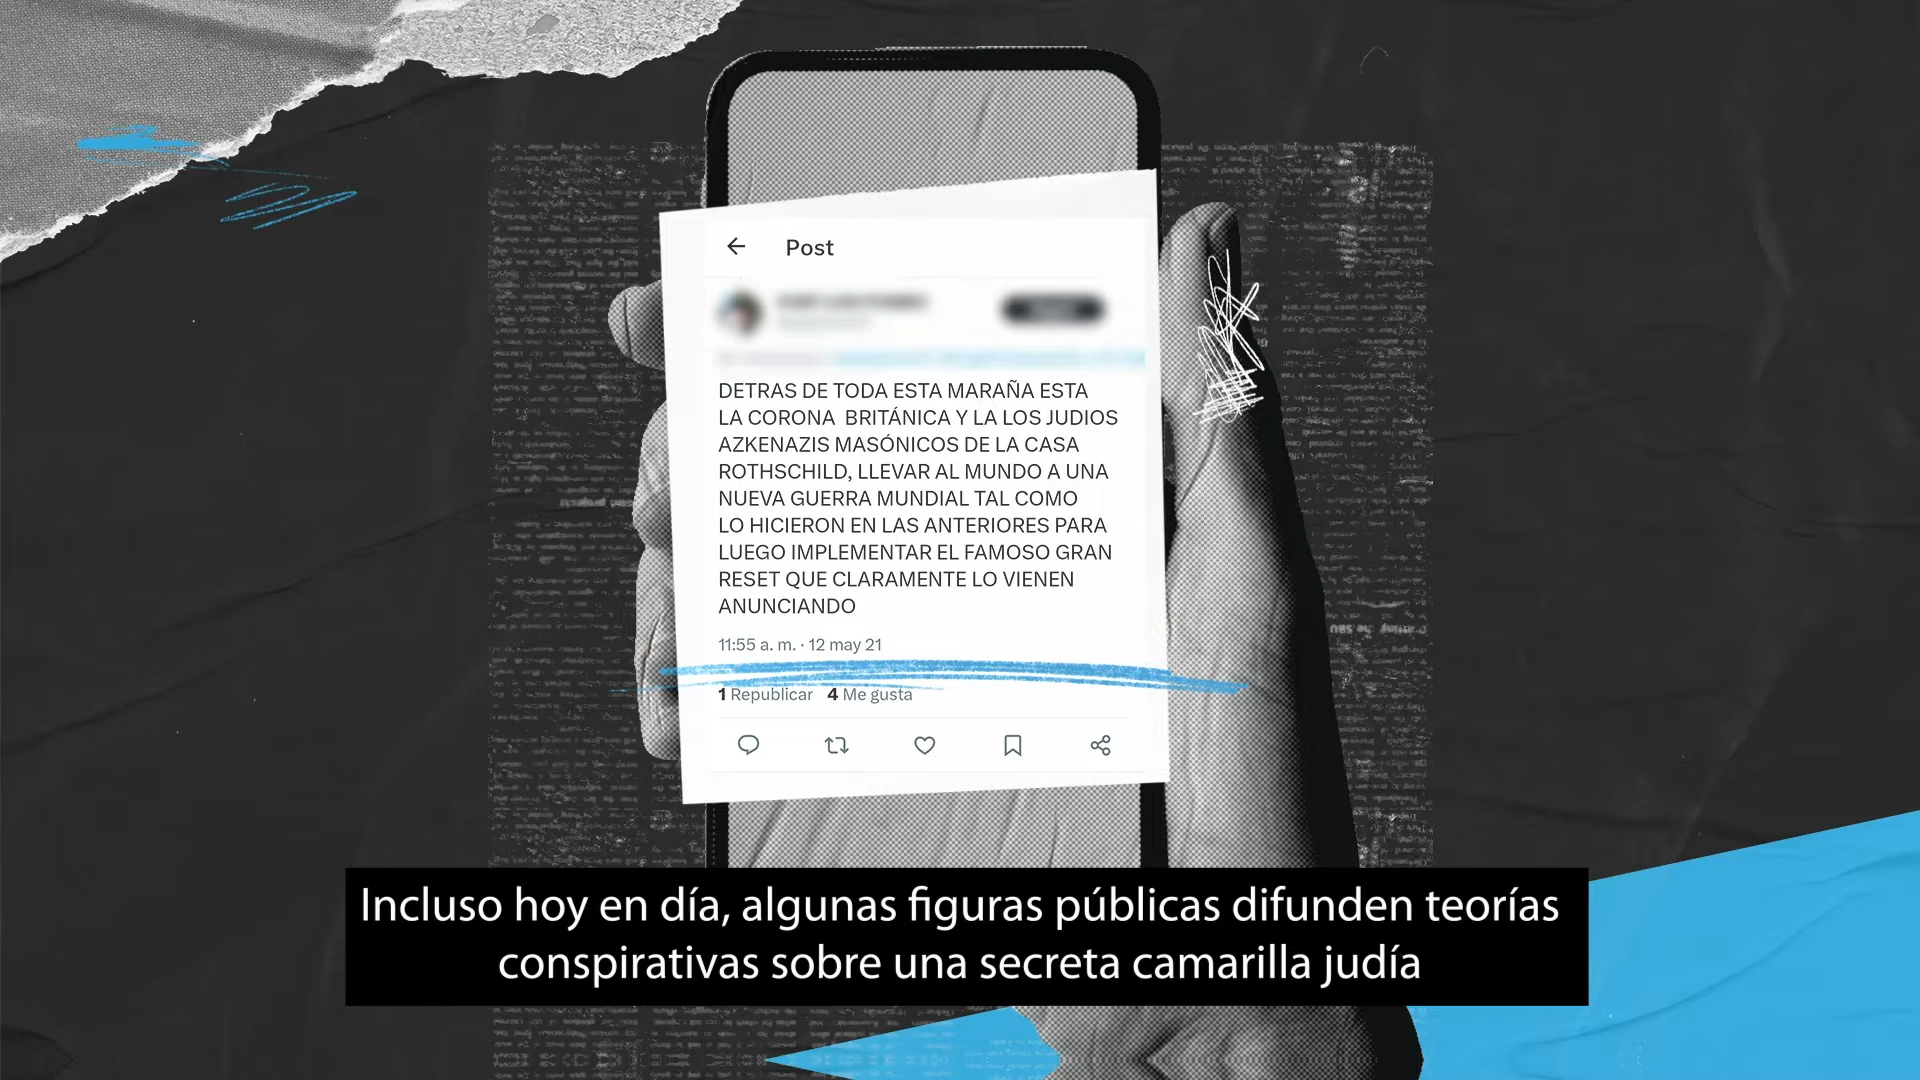 Post
DETRAS DE TODA ESTA MARAÑA ESTA
LA CORONA BRITÁNICA Y LA LOS JUDIOS
AZKENAZIS MASÓNICOS DE LA CASA
ROTHSCHILD, LLEVAR AL MUNDO A UNA
NUEVA GUERRA MUNDIAL TAL COMO
LO HICIERON EN LAS ANTERIORES PARA
LUEGO IMPLEMENTAR EL FAMOSO GRAN
RESET QUE CLARAMENTE LO VIENEN
ANUNCIANDO
11:55 a. m. · 12 may 21
1 Republicar 4 Me gusta
Incluso hoy en día, algunas figuras públicas difunden teorías
conspirativas sobre una secreta camarilla judía